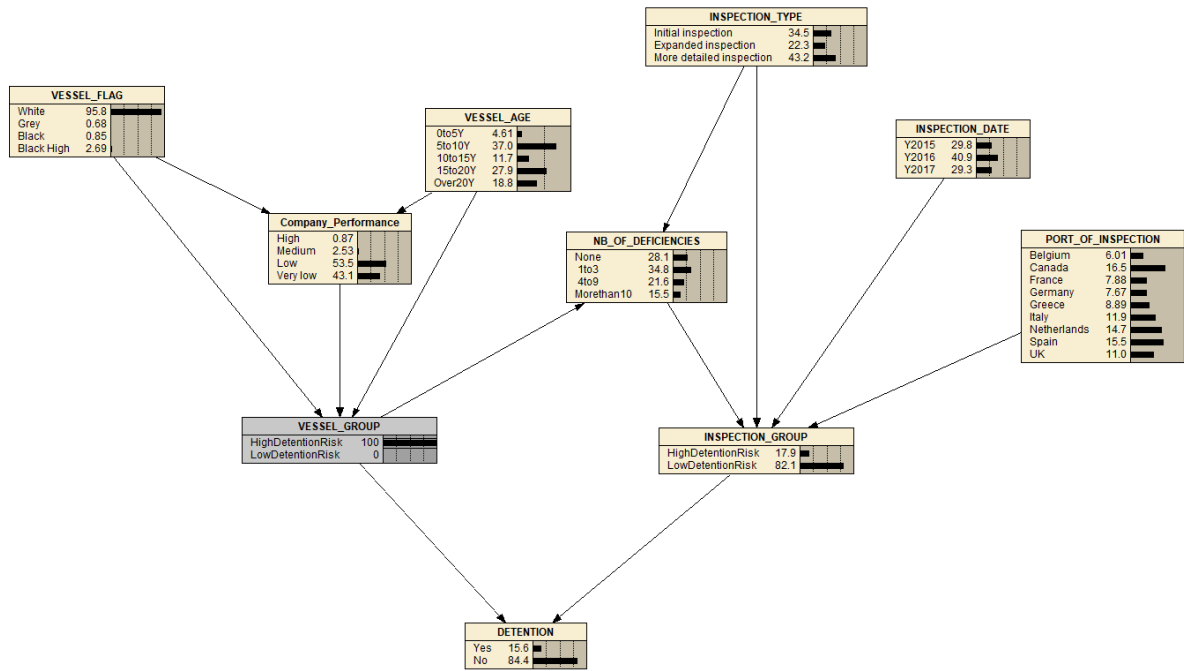 INSPECTION_TYPE
Initial inspection 34.5
Expanded inspection 22.3
More detailed inspection 43.2
VESSEL_FLAG
White 95.8
Grey 0.68
Black 0.85
Black High 2.69
VESSEL_AGE
0to5Y 4.61
5to10Y 37.0
10to15Y 11.7
15to20Y 27.9
Over20Y 18.8
INSPECTION_DATE
Y2015 29.8
Y2016 40.9
Y2017 29.3
Company_Performance
High 0.87
Medium 2.53
Low 53.5
Very low 43.1
NB_OF_DEFICIENCIES
None 28.1
1to3 34.8
4to9 21.6
Morethan10 15.5
PORT_OF_INSPECTION
Belgium 6.01
Canada 16.5
France 7.88
Germany 7.67
Greece 8.89
Italy 11.9
Netherlands 14.7
Spain 15.5
UK 11.0
VESSEL_GROUP
HighDetentionRisk 100
LowDetentionRisk 0
INSPECTION_GROUP
HighDetentionRisk 17.9
LowDetentionRisk 82.1
DETENTION
Yes 15.6
No 84.4